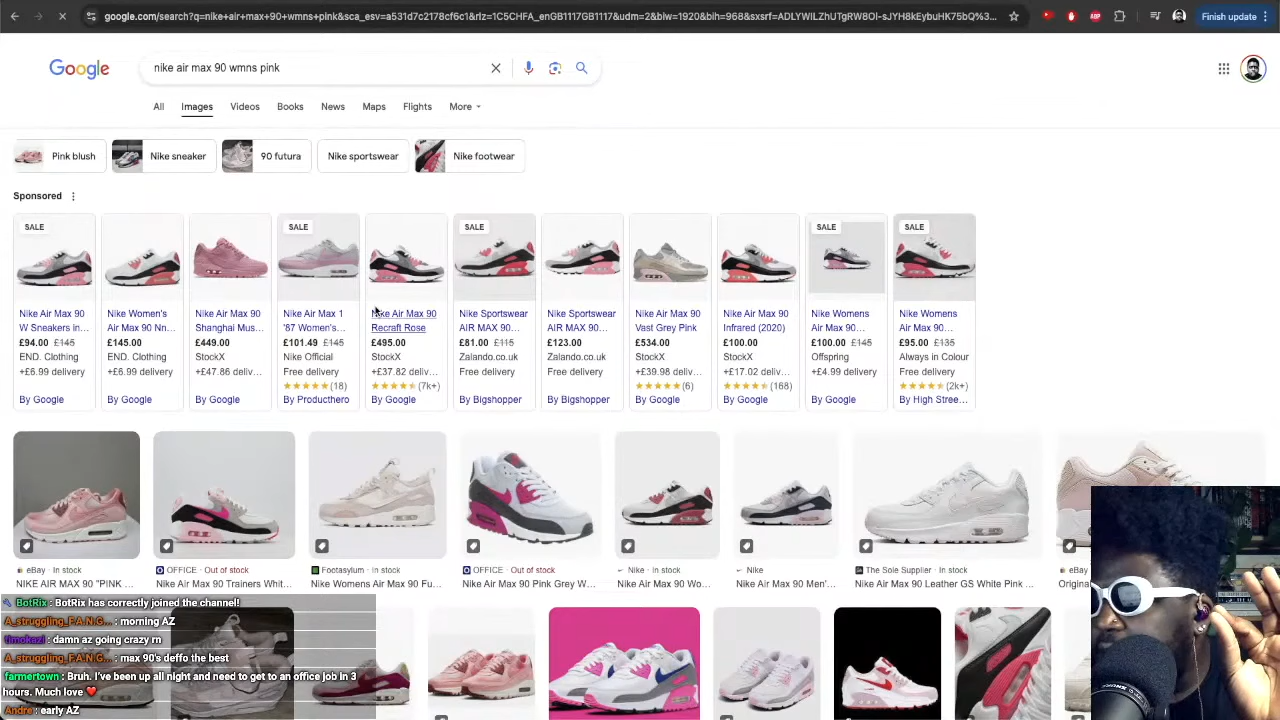 google.com/search?q=nike+air+max+90+wmns+pink&sca_esv=a531d7c2178cf6c1&rlz=1C5CHFA_enGB1117GB1117&udm=2&biw=1920&bih=968&sxsrf=ADLYWILZhUTgRW8OI-sJYH8kEybuHK75bQ%3...
ABP
Finish update
Google
nike air max 90 wmns pink
All Images Videos Books News Maps Flights More
Pink blush
Nike sneaker
90 futura
Nike sportswear
Nike footwear
Sponsored
SALE
Nike Air Max 90
W Sneakers in...
£94.00 £145
END. Clothing
+£6.99 delivery
By Google
Nike Women's
Air Max 90 Nn...
£145.00
END. Clothing
+£6.99 delivery
By Google
Nike Air Max 90
Shanghai Mus...
£449.00
StockX
+£47.86 deliv...
By Google
SALE
Nike Air Max 1
'87 Women's...
£101.49 £145
Nike Official
Free delivery
(18)
By Producthero
Nike Air Max 90
Recraft Rose
£495.00
StockX
+£37.82 deliv...
(7k+)
By Google
SALE
Nike Sportswear
AIR MAX 90...
£81.00 £115
Zalando.co.uk
Free delivery
By Bigshopper
Nike Sportswear
AIR MAX 90...
£123.00
Zalando.co.uk
Free delivery
By Bigshopper
Nike Air Max 90
Vast Grey Pink
£534.00
StockX
+£39.98 deliv...
(6)
By Google
Nike Air Max 90
Infrared (2020)
£100.00
StockX
+£17.02 deliv...
(168)
By Google
SALE
Nike Womens
Air Max 90...
£100.00 £145
Offspring
+£4.99 delivery
By Google
SALE
Nike Womens
Air Max 90...
£95.00 £135
Always in Colour
Free delivery
(2k+)
By High Stree...
eBay · In stock
NIKE AIR MAX 90 "PINK ...
OFFICE · Out of stock
Nike Air Max 90 Trainers Whit...
Footasylum · In stock
Nike Womens Air Max 90 Fu...
OFFICE · Out of stock
Nike Air Max 90 Pink Grey W...
Nike · In stock
Nike Air Max 90 Wo...
Nike
Nike Air Max 90 Men'...
The Sole Supplier · In stock
Nike Air Max 90 Leather GS White Pink ...
eBay
Origina
BotRix : BotRix has correctly joined the channel!
A_struggling_F.A.N.G... : morning AZ
timokazi : damn az going crazy rn
A_struggling_F.A.N.G... : max 90's deffo the best
farmertown : Bruh. I've been up all night and need to get to an office job in 3
hours. Much love ❤️
Andre : early AZ